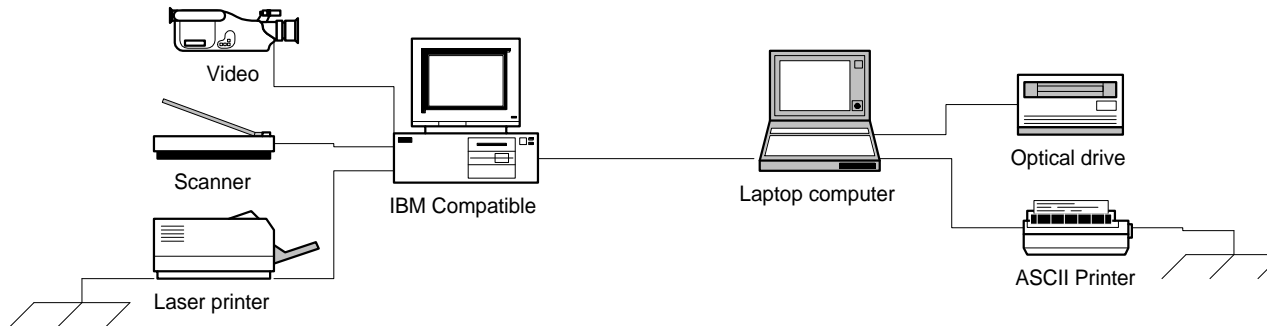 Video
Scanner
Laser printer
IBM Compatible
Laptop computer
Optical drive
ASCII Printer